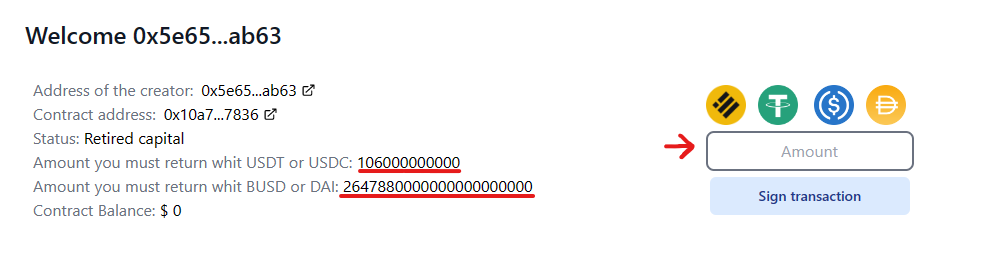 Welcome 0x5e65...ab63
Address of the creator: 0x5e65...ab63
Contract address: 0x10a7...7836
Status: Retired capital
Amount you must return whit USDT or USDC: 106000000000
Amount you must return whit BUSD or DAI: 2647880000000000000000
Contract Balance: $ 0
Amount
Sign transaction